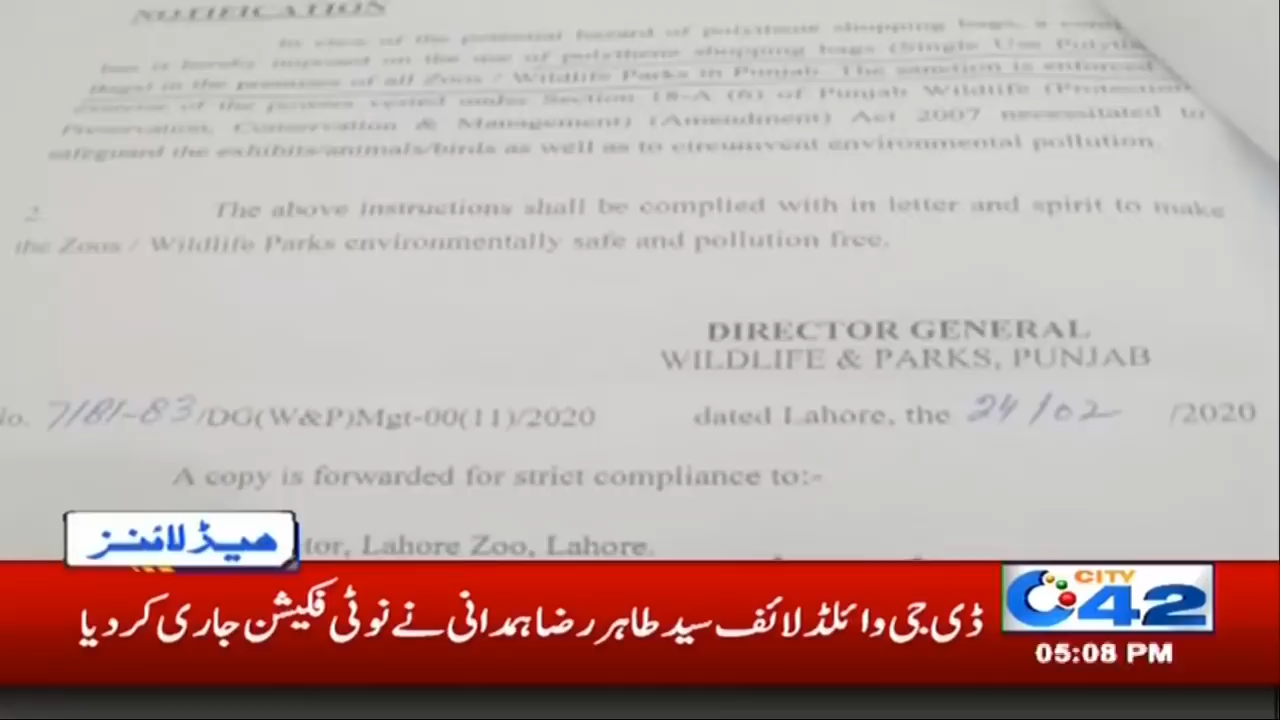 NOTIFICATION
In view of the potential hazard of polythene shopping bags, a
ban is hereby imposed on the use of polythene shopping bags (Single Use
Bags) in the premises of all Zoos / Wildlife Parks in Punjab. The sanction is enforced
exercise of the powers vested under Section 18-A (6) of Punjab Wildlife (Protection
Preservation, Conservation & Management) (Amendment) Act 2007 necessitated to
safeguard the exhibits/animals/birds as well as to circumvent environmental pollution.
2. The above instructions shall be complied with in letter and spirit to make
the Zoos / Wildlife Parks environmentally safe and pollution free.
DIRECTOR GENERAL
WILDLIFE & PARKS, PUNJAB
No. 7181-83/DG(W&P)Mgt-00(11)/2020 dated Lahore, the 24/02 /2020
A copy is forwarded for strict compliance to:-
tor, Lahore Zoo, Lahore.
ہیڈلائنز
ڈی جی وائلڈ لائف سید طاہر رضا ہمدانی نے نوٹی فکیشن جاری کر دیا
CITY
42
05:08 PM